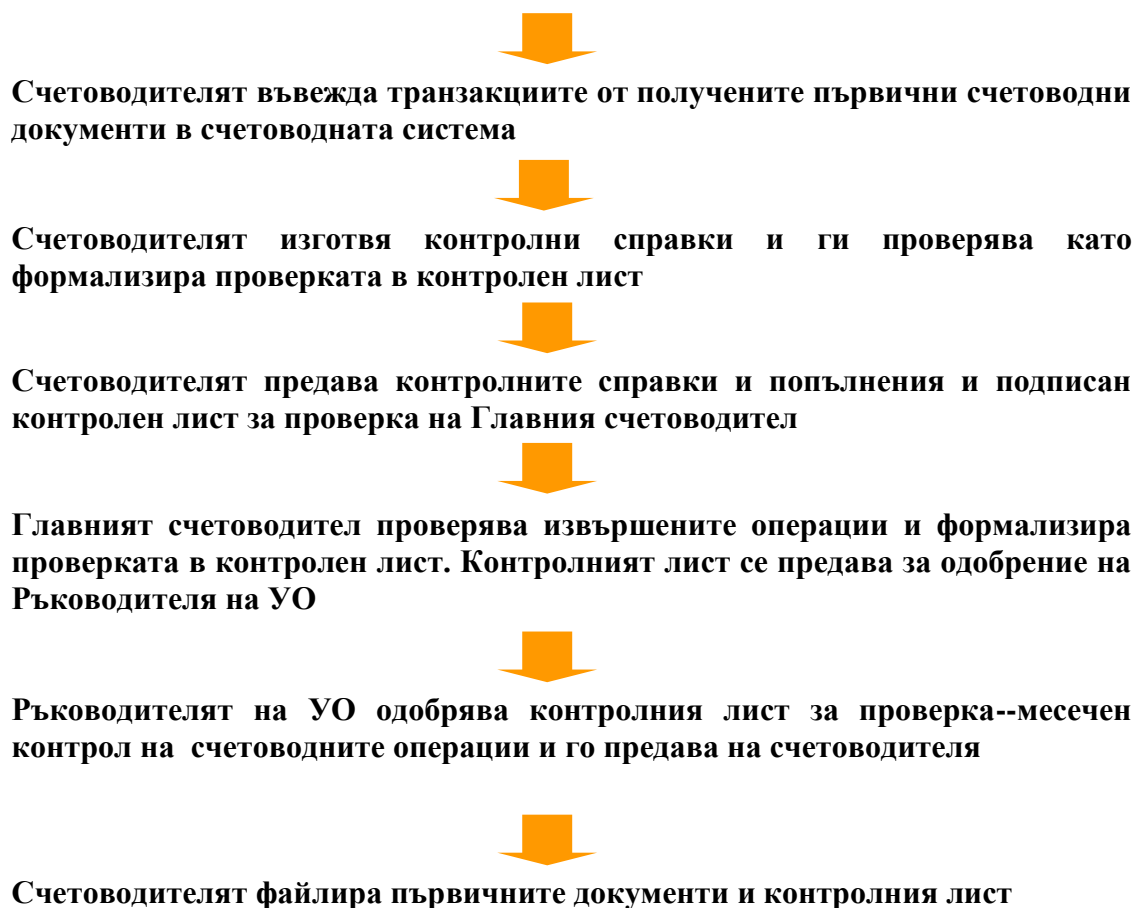 Счетоводителят въвежда транзакциите от получените първични счетоводни
документи в счетоводната система
Счетоводителят изготвя контролни справки и ги проверява като
формализира проверката в контролен лист
Счетоводителят предава контролните справки и попълнения и подписан
контролен лист за проверка на Главния счетоводител
Главният счетоводител проверява извършените операции и формализира
проверката в контролен лист. Контролният лист се предава за одобрение на
Ръководителя на УО
Ръководителят на УО одобрява контролния лист за проверка--месечен
контрол на счетоводните операции и го предава на счетоводителя
Счетоводителят файлира първичните документи и контролния лист